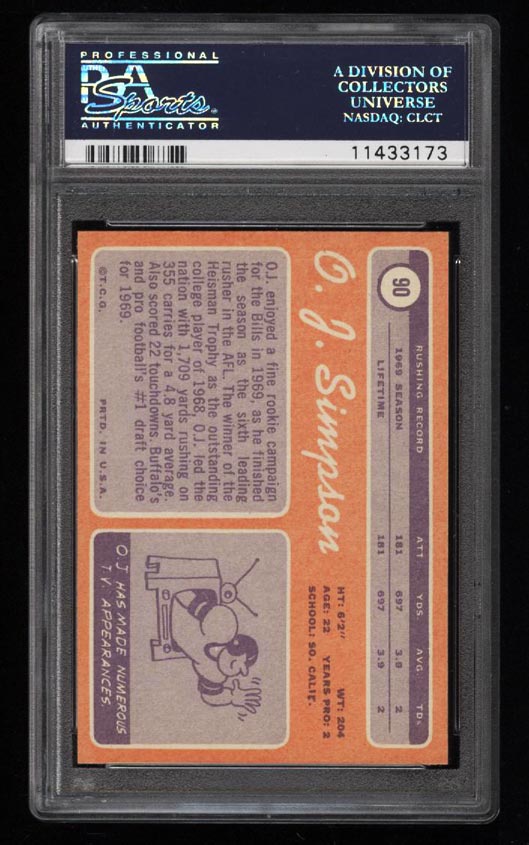 PROFESSIONAL
THE
PSA
Sports
AUTHENTICATOR
A DIVISION OF
COLLECTORS
UNIVERSE
NASDAQ: CLCT
11433173
90
RUSHING RECORD ATT YDS. AVG. TDs
1969 SEASON 181 697 3.9 2
LIFETIME 181 697 3.9 2
O. J. Simpson
HT: 6'2" WT: 204
AGE: 22 YEARS PRO: 2
SCHOOL: SO. CALIF.
O.J. enjoyed a fine rookie campaign
for the Bills in 1969, as he finished
the season as the sixth leading
rusher in the AFL. The winner of the
Heisman Trophy as the outstanding
college player of 1968, O.J. led the
nation with 1,709 yards rushing on
355 carries for a 4.8 yard average.
Also scored 22 touchdowns. Buffalo's
and pro football's #1 draft choice
for 1969.
©T.C.G. PRTD. IN U.S.A.
O.J HAS MADE NUMEROUS
T.V. APPEARANCES.